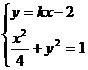 y = kx − 2
x²/4 + y² = 1